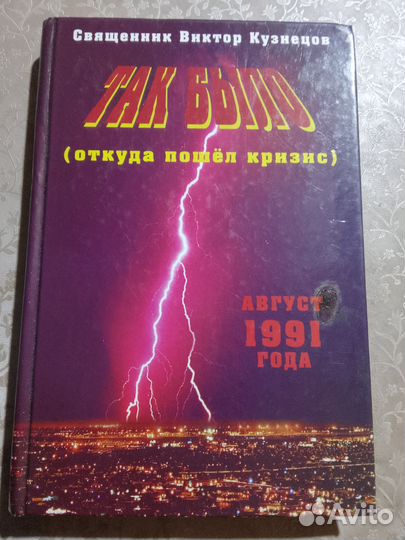 Священник Виктор Кузнецов
ТАК БЫЛО
(откуда пошёл кризис)
АВГУСТ
1991
ГОДА
Avito